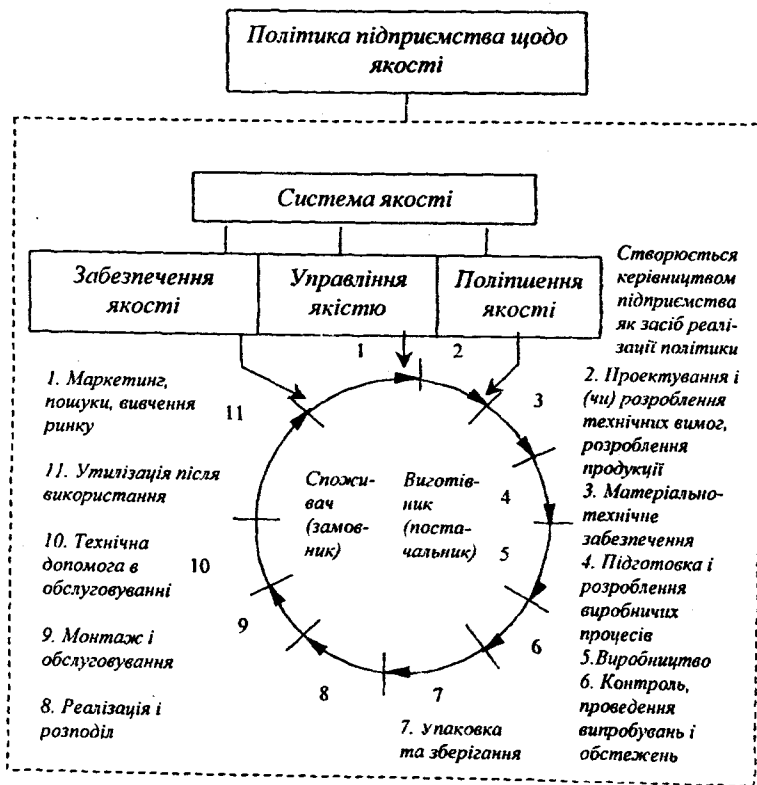 Політика підприємства щодо
якості
Система якості
Забезпечення
якості
Управління
якістю
Поліпшення
якості
Створюється
керівництвом
підприємства
як засіб реалі-
зації політики
1
2
3
4
5
6
7
8
9
10
11
1. Маркетинг,
пошуки, вивчення
ринку
11. Утилізація після
використання
10. Технічна
допомога в
обслуговуванні
9. Монтаж і
обслуговування
8. Реалізація і
розподіл
Спожи-
вач
(замов-
ник)
Виготів-
ник
(поста-
чальник)
2. Проектування і
(чи) розроблення
технічних вимог,
розроблення
продукції
3. Матеріально-
технічне
забезпечення
4. Підготовка і
розроблення
виробничих
процесів
5.Виробництво
6. Контроль,
проведення
випробувань і
обстежень
7. Упаковка
та зберігання